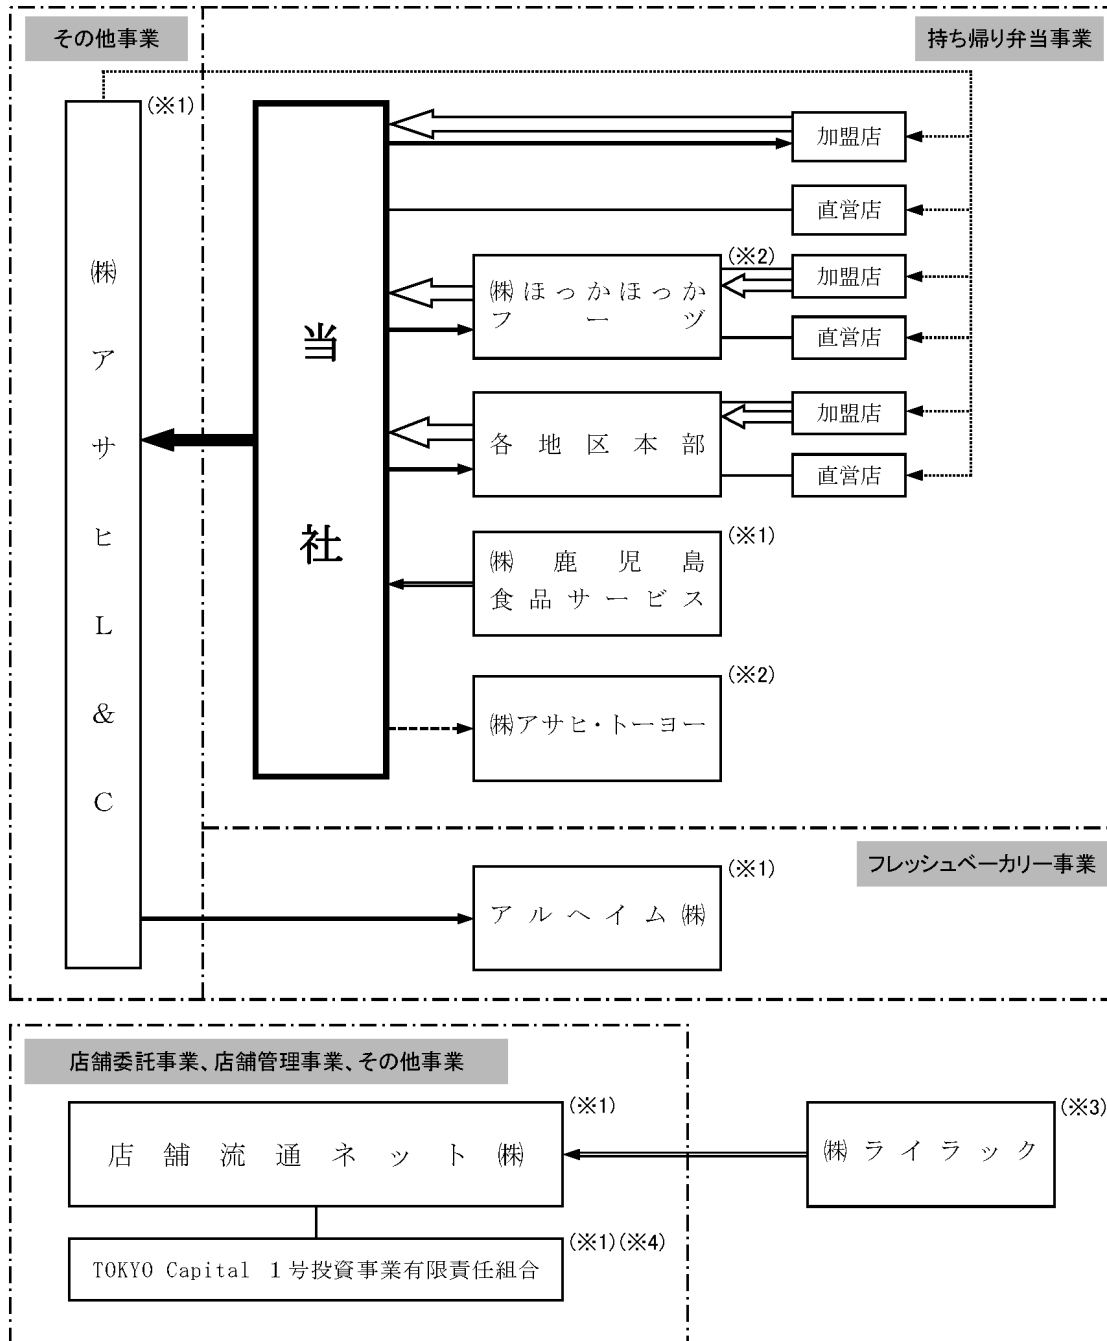 その他事業
持ち帰り弁当事業
(※1)
㈱アサヒL&C
当社
加盟店
直営店
(※2)
㈱ほっかほっか
フーヅ
加盟店
直営店
各地区本部
加盟店
直営店
(※1)
㈱鹿児島
食品サービス
(※2)
㈱アサヒ・トーヨー
フレッシュベーカリー事業
(※1)
アルヘイム㈱
店舗委託事業、店舗管理事業、その他事業
(※1)
店舗流通ネット㈱
(※3)
㈱ライラック
(※1)(※4)
TOKYO Capital 1号投資事業有限責任組合